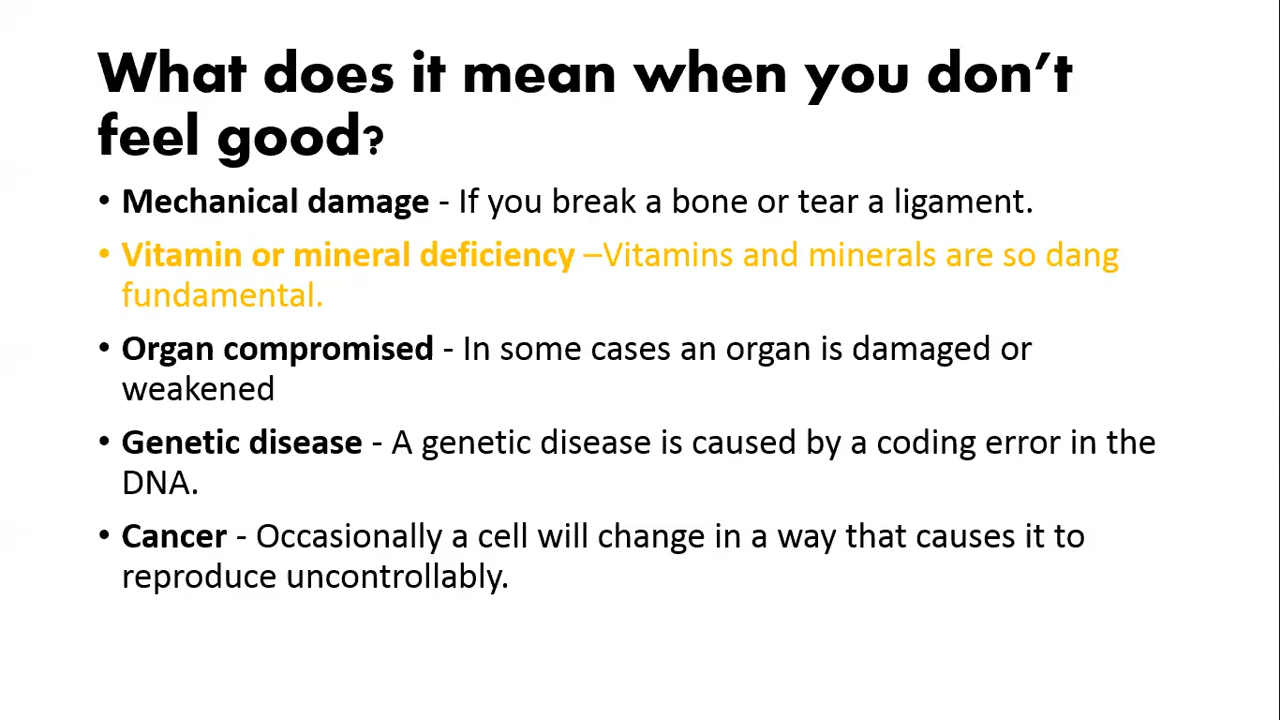 What does it mean when you don’t
feel good?
• Mechanical damage - If you break a bone or tear a ligament.
• Vitamin or mineral deficiency –Vitamins and minerals are so dang
fundamental.
• Organ compromised - In some cases an organ is damaged or
weakened
• Genetic disease - A genetic disease is caused by a coding error in the
DNA.
• Cancer - Occasionally a cell will change in a way that causes it to
reproduce uncontrollably.